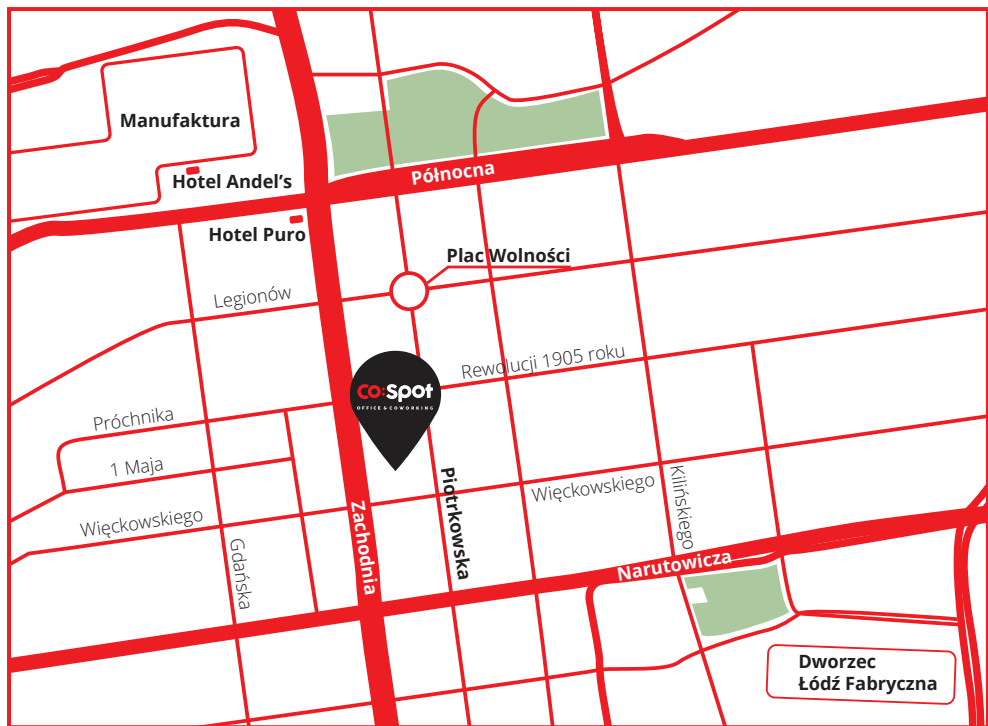 Manufaktura
Hotel Andel's
Północna
Hotel Puro
Plac Wolności
Legionów
Rewolucji 1905 roku
co:spot
OFFICE & COWORKING
Próchnika
1 Maja
Piotrkowska
Kilińskiego
Więckowskiego
Więckowskiego
Zachodnia
Gdańska
Narutowicza
Dworzec
Łódź Fabryczna